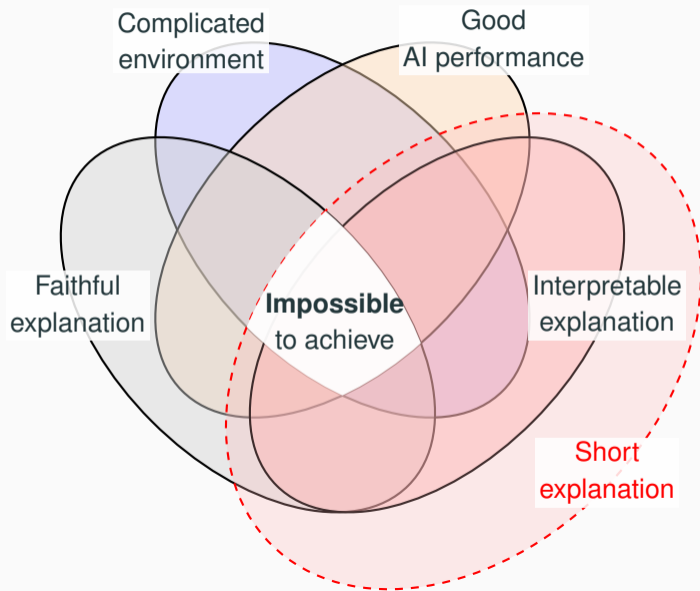 Complicated
environment
Good
AI performance
Faithful
explanation
Impossible
to achieve
Interpretable
explanation
Short
explanation